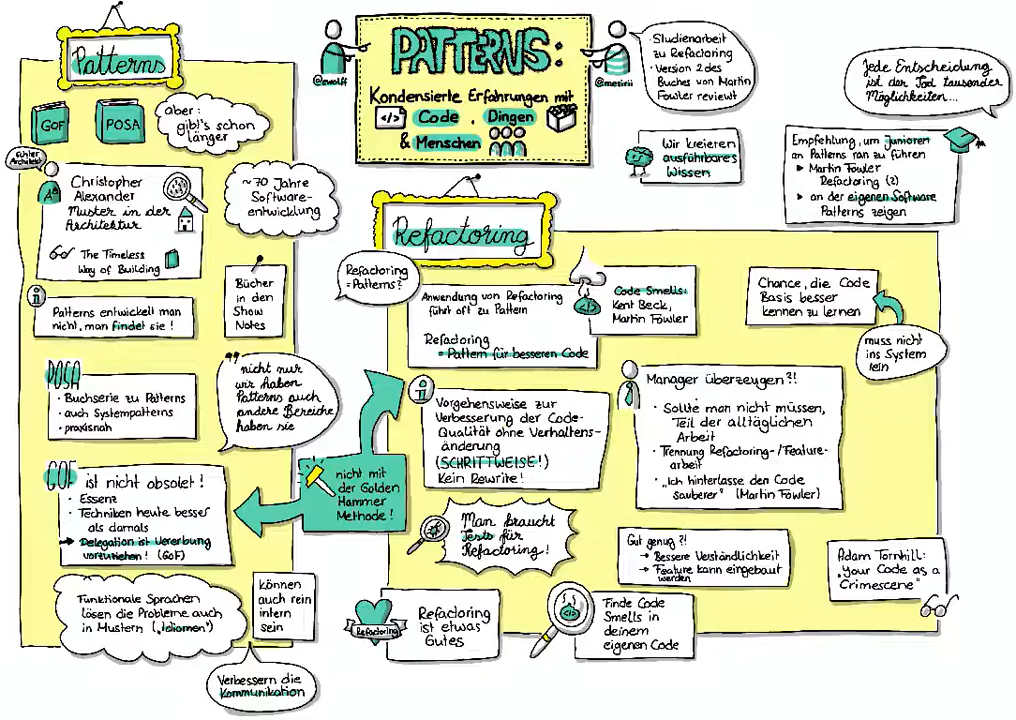 PATTERNS:
Kondensierte Erfahrungen mit
</> Code, Dingen
& Menschen
@ewolff
@mesirii
· Studienarbeit
zu Refactoring
· Version 2 des
Buches von Martin
Fowler reviewt
Jede Entscheidung
ist der Tod tausender
Möglichkeiten...
Wir kreieren
ausführbares
Wissen
Empfehlung, um Junioren
an Patterns ran zu führen
▸ Martin Fowler
Refactoring (2)
▸ an der eigenen Software
Patterns zeigen
Patterns
GOF
POSA
aber:
gibt's schon
länger
Echter
Architekt
A
Christopher
Alexander
Muster in der
Architektur
The Timeless
Way of Building
~70 Jahre
Software-
entwicklung
i
Patterns entwickelt man
nicht, man findet sie!
Bücher
in den
Show
Notes
POSA
· Buchserie zu Patterns
· auch Systempatterns
· praxisnah
"nicht nur
wir haben
Patterns auch
andere Bereiche
haben sie
GOF ist nicht obsolet!
· Essenz
· Techniken heute besser
als damals
→ Delegation ist Vererbung
vorzuziehen! (GoF)
nicht mit
der Golden
Hammer
Methode!
Funktionale Sprachen
lösen die Probleme auch
in Mustern („Idiomen")
können
auch rein
intern
sein
Verbessern die
Kommunikation
Refactoring
Refactoring
= Patterns?
Anwendung von Refactoring
führt oft zu Pattern
Refactoring
= Pattern für besseren Code
</>
Code Smells:
Kent Beck,
Martin Fowler
Chance, die Code
Basis besser
kennen zu lernen
muss nicht
ins System
rein
i
Vorgehensweise zur
Verbesserung der Code-
Qualität ohne Verhaltens-
änderung
(SCHRITTWEISE!)
Kein Rewrite!
Manager überzeugen?!
· Sollte man nicht müssen,
Teil der alltäglichen
Arbeit
· Trennung Refactoring-/Feature-
arbeit
· „Ich hinterlasse den Code
sauberer" (Martin Fowler)
Man braucht
Tests für
Refactoring!
Gut genug?!
→ Bessere Verständlichkeit
→ Feature kann eingebaut
werden
Adam Tornhill:
„Your Code as a
Crimescene"
Refactoring
Refactoring
ist etwas
Gutes
</>
Finde Code
Smells in
deinem
eigenen Code